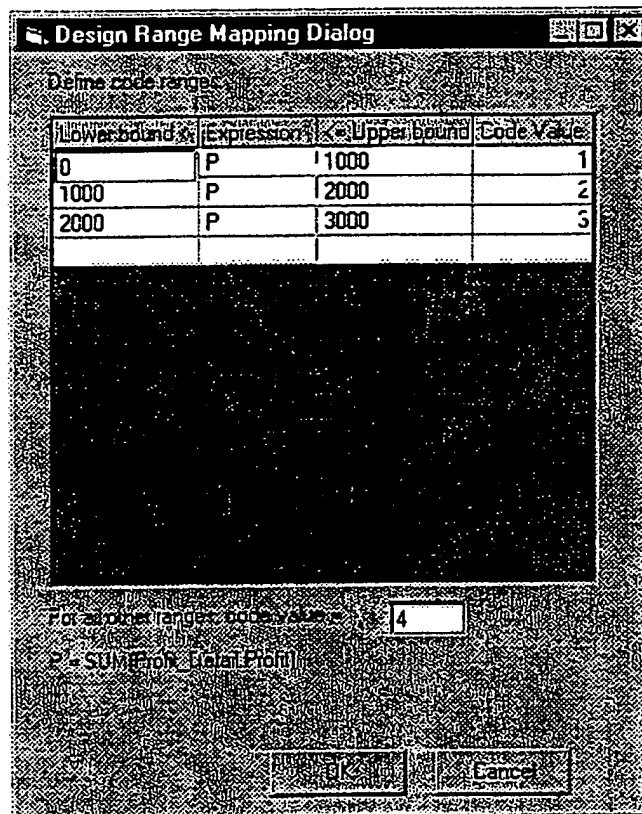 Design Range Mapping Dialog
Define code ranges:
Lower bound < Expression <= Upper bound Code Value
0 P 1000 1
1000 P 2000 2
2000 P 3000 3
For all other ranges, code value = 4
P = SUM(Profit_Detail.Profit)
OK Cancel